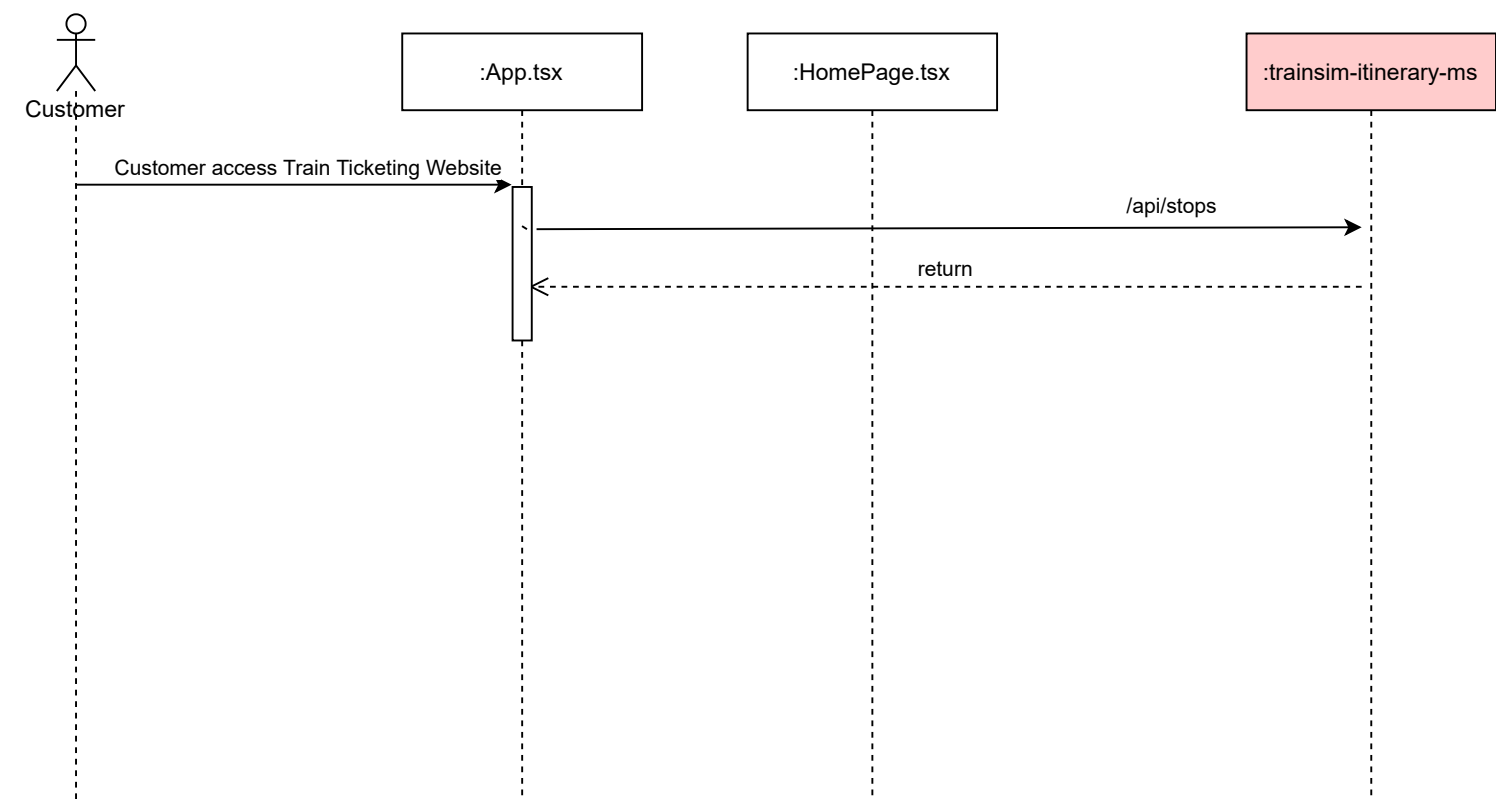 :App.tsx
:HomePage.tsx
:trainsim-itinerary-ms
Customer
Customer access Train Ticketing Website
/api/stops
return